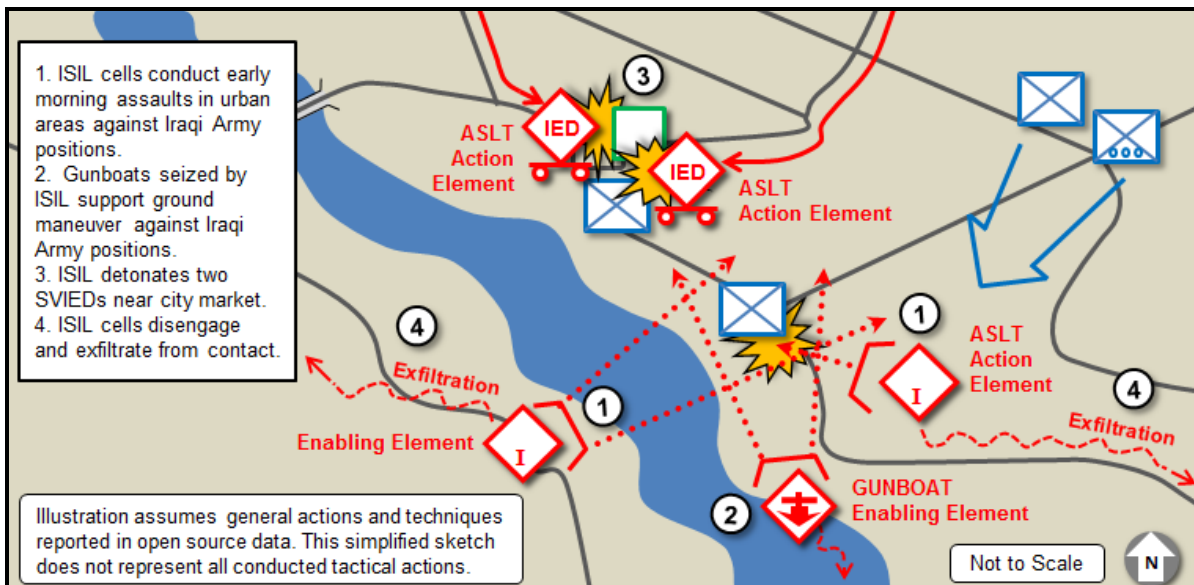 1. ISIL cells conduct early
morning assaults in urban
areas against Iraqi Army
positions.
2. Gunboats seized by
ISIL support ground
maneuver against Iraqi
Army positions.
3. ISIL detonates two
SVIEDs near city market.
4. ISIL cells disengage
and exfiltrate from contact.
3
IED
ASLT
Action
Element
IED
ASLT
Action Element
4
Exfiltration
1
Enabling Element
I
1
ASLT
Action
Element
I
4
Exfiltration
2
GUNBOAT
Enabling Element
Illustration assumes general actions and techniques
reported in open source data. This simplified sketch
does not represent all conducted tactical actions.
Not to Scale
N